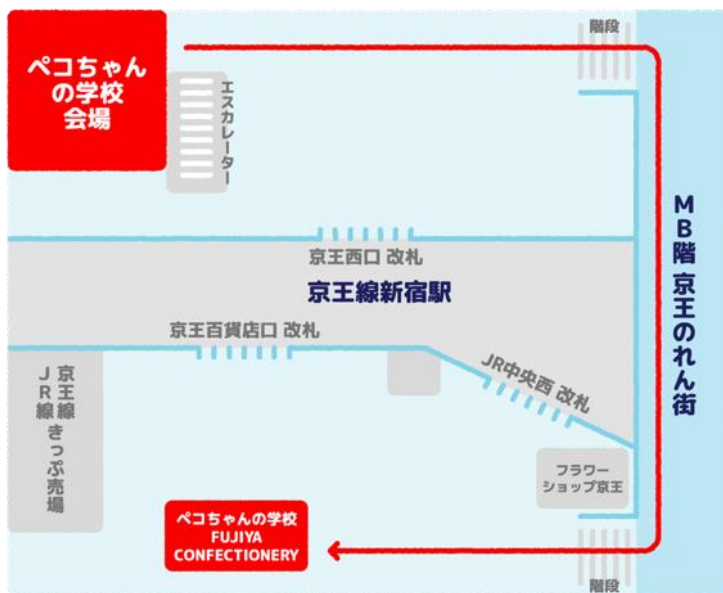 ペコちゃん
の学校
会場
エスカレーター
階段
MB階 京王のれん街
京王西口 改札
京王線新宿駅
京王百貨店口 改札
JR中央西 改札
京王線
JR線
きっぷ売場
フラワー
ショップ京王
ペコちゃんの学校
FUJIYA
CONFECTIONERY
階段